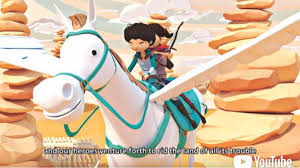 and our heroes venture forth to rid the land of all its trouble
YouTube